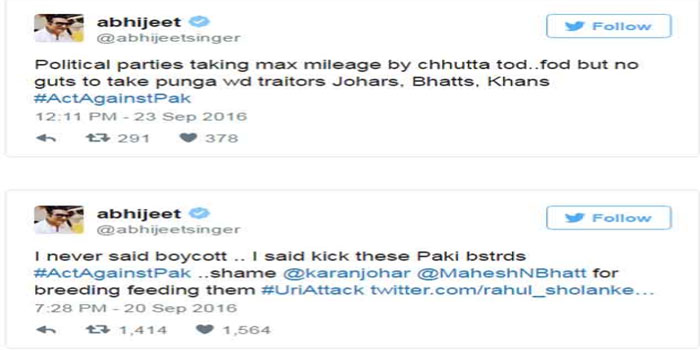 abhijeet
Follow
@abhijeetsinger
Political parties taking max mileage by chhutta tod..fod but no
guts to take punga wd traitors Johars, Bhatts, Khans
#ActAgainstPak
12:11 PM - 23 Sep 2016
291 378
abhijeet
Follow
@abhijeetsinger
I never said boycott .. I said kick these Paki bstrds
#ActAgainstPak ..shame @karanjohar @MaheshNBhatt for
breeding feeding them #UriAttack twitter.com/rahul_sholanke...
7:28 PM - 20 Sep 2016
1,414 1,564